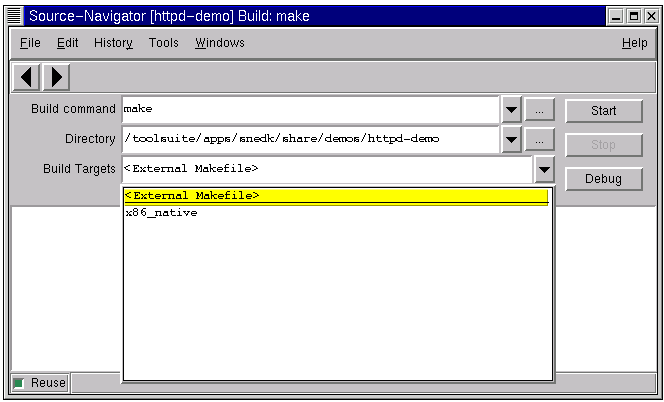 Source-Navigator [httpd-demo] Build: make
File Edit History Tools Windows Help
Build command make ... Start
Directory /toolsuite/apps/snedk/share/demos/httpd-demo ... Stop
Build Targets <External Makefile> Debug
<External Makefile>
x86_native
Reuse